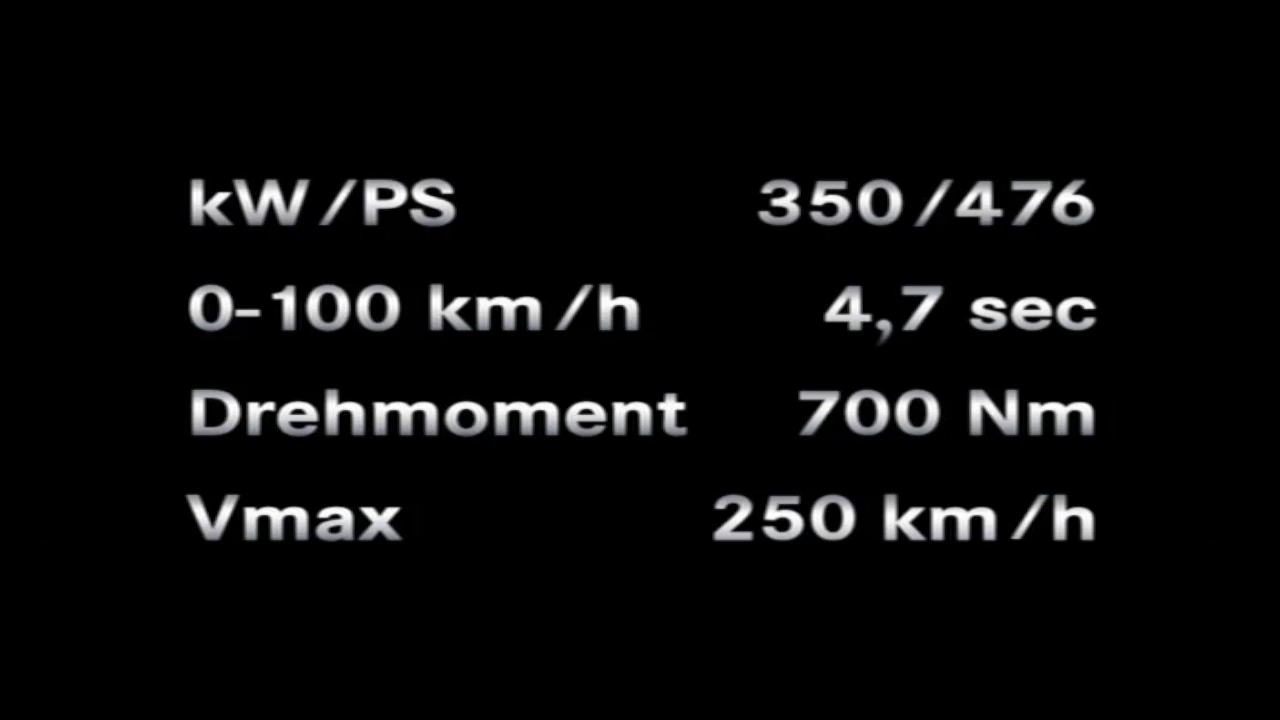 kW/PS 350/476
0-100 km/h 4,7 sec
Drehmoment 700 Nm
Vmax 250 km/h